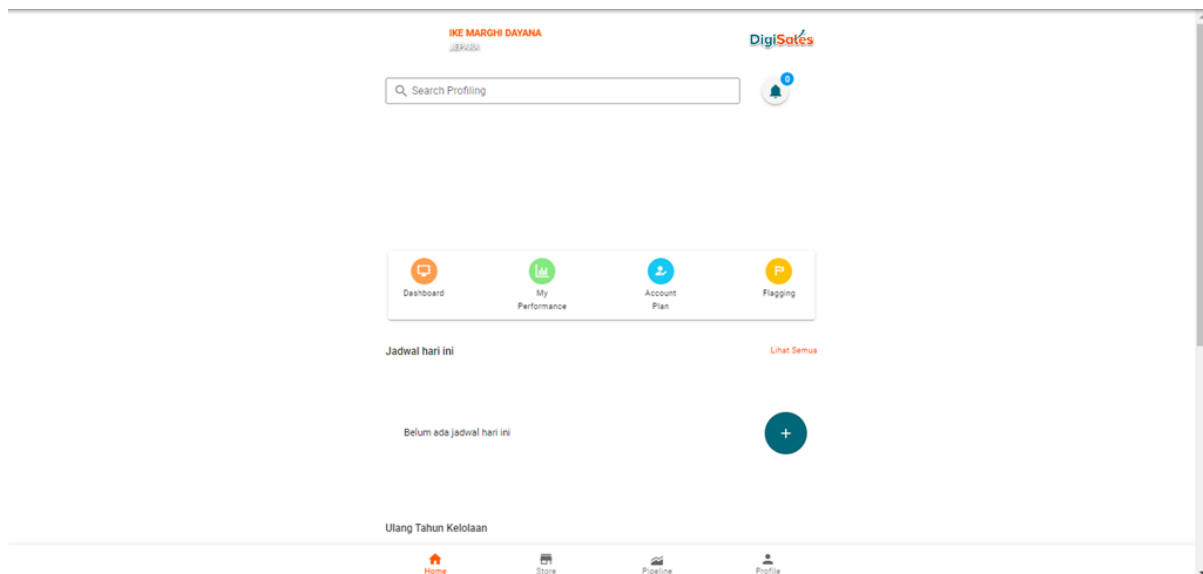 IKE MARGHI DAYANA
JEPARA
DigiSales
Search Profiling
0
Dashboard
My
Performance
Account
Plan
Flagging
Jadwal hari ini
Lihat Semua
Belum ada jadwal hari ini
+
Ulang Tahun Kelolaan
Home
Store
Pipeline
Profile